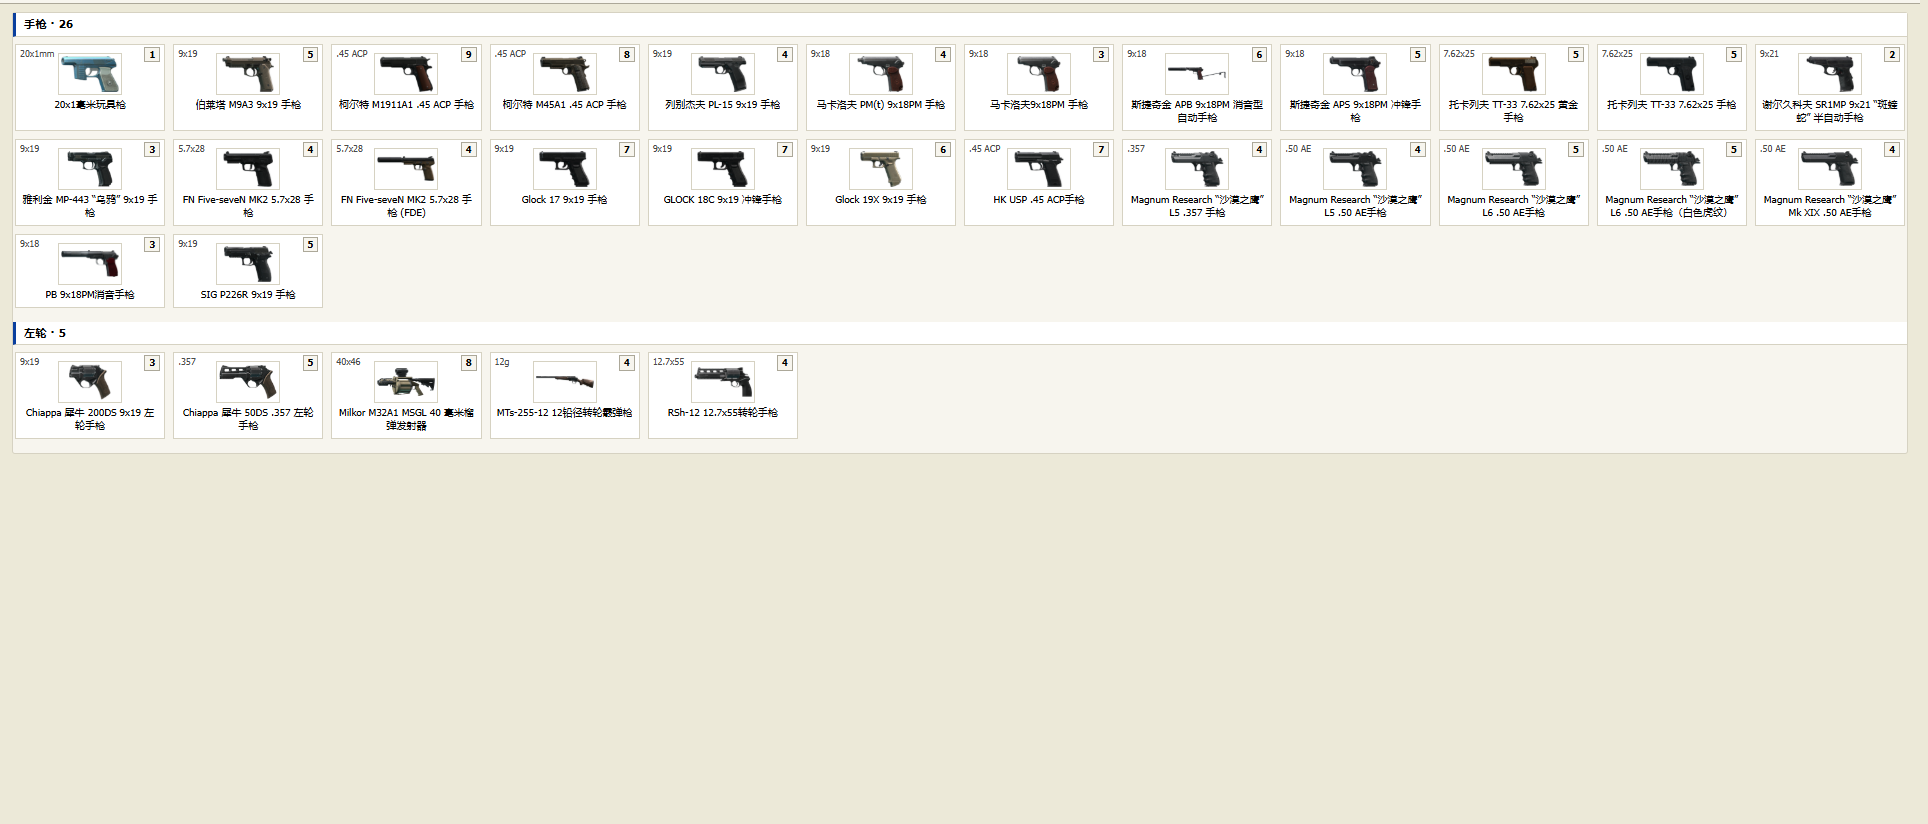 手枪 · 26
20x1mm
1
20x1毫米玩具枪
9x19
5
伯莱塔 M9A3 9x19 手枪
.45 ACP
9
柯尔特 M1911A1 .45 ACP 手枪
.45 ACP
8
柯尔特 M45A1 .45 ACP 手枪
9x19
4
列别杰夫 PL-15 9x19 手枪
9x18
4
马卡洛夫 PM(t) 9x18PM 手枪
9x18
3
马卡洛夫9x18PM 手枪
9x18
6
斯捷奇金 APB 9x18PM 消音型
自动手枪
9x18
5
斯捷奇金 APS 9x18PM 冲锋手
枪
7.62x25
5
托卡列夫 TT-33 7.62x25 黄金
手枪
7.62x25
5
托卡列夫 TT-33 7.62x25 手枪
9x21
2
谢尔久科夫 SR1MP 9x21 “斑蝰
蛇” 半自动手枪
9x19
3
雅利金 MP-443 “乌鸦” 9x19 手
枪
5.7x28
4
FN Five-seveN MK2 5.7x28 手
枪
5.7x28
4
FN Five-seveN MK2 5.7x28 手
枪 (FDE)
9x19
7
Glock 17 9x19 手枪
9x19
7
GLOCK 18C 9x19 冲锋手枪
9x19
6
Glock 19X 9x19 手枪
.45 ACP
7
HK USP .45 ACP手枪
.357
4
Magnum Research “沙漠之鹰”
L5 .357 手枪
.50 AE
4
Magnum Research “沙漠之鹰”
L5 .50 AE手枪
.50 AE
5
Magnum Research “沙漠之鹰”
L6 .50 AE手枪
.50 AE
5
Magnum Research “沙漠之鹰”
L6 .50 AE手枪（白色虎纹）
.50 AE
4
Magnum Research “沙漠之鹰”
Mk XIX .50 AE手枪
9x18
3
PB 9x18PM消音手枪
9x19
5
SIG P226R 9x19 手枪
左轮 · 5
9x19
3
Chiappa 犀牛 200DS 9x19 左
轮手枪
.357
5
Chiappa 犀牛 50DS .357 左轮
手枪
40x46
8
Milkor M32A1 MSGL 40 毫米榴
弹发射器
12g
4
MTs-255-12 12铅径转轮霰弹枪
12.7x55
4
RSh-12 12.7x55转轮手枪